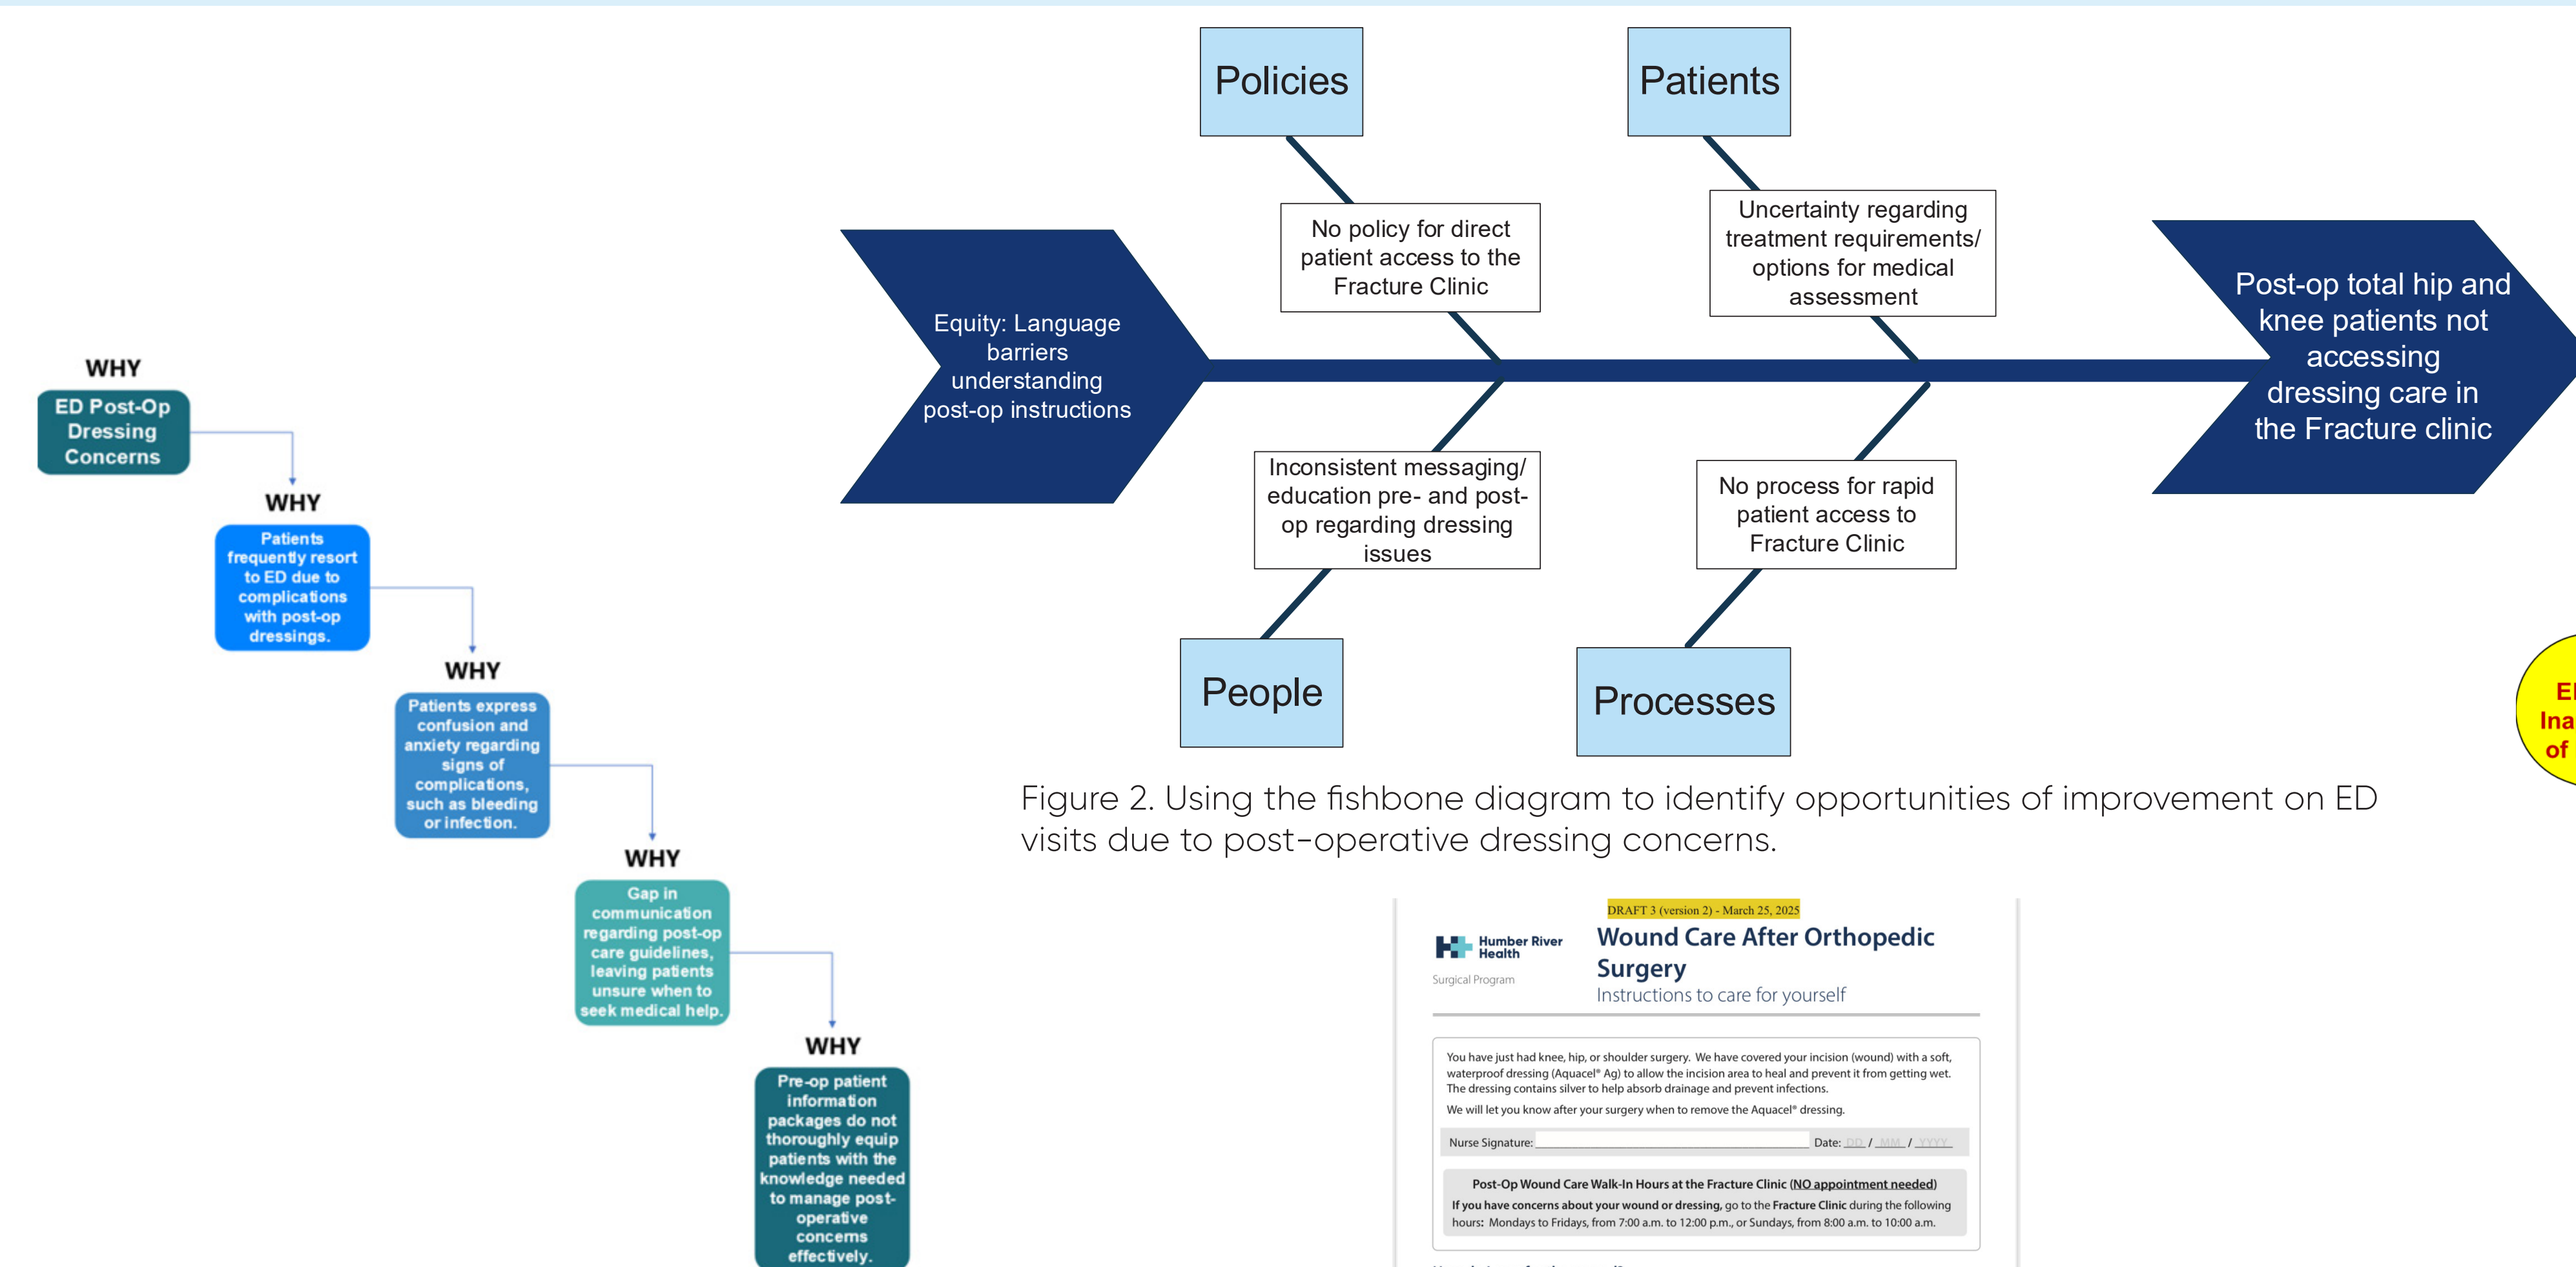 WHY
ED Post-Op
Dressing
Concerns
WHY
Patients
frequently resort
to ED due to
complications
with post-op
dressings.
WHY
Patients express
confusion and
anxiety regarding
signs of
complications,
such as bleeding
or infection.
WHY
Gap in
communication
regarding post-op
care guidelines,
leaving patients
unsure when to
seek medical help.
WHY
Pre-op patient
information
packages do not
thoroughly equip
patients with the
knowledge needed
to manage post-
operative
concerns
effectively.
Policies
Patients
No policy for direct
patient access to the
Fracture Clinic
Uncertainty regarding
treatment requirements/
options for medical
assessment
Equity: Language
barriers
understanding
post-op instructions
Post-op total hip and
knee patients not
accessing
dressing care in
the Fracture clinic
Inconsistent messaging/
education pre- and post-
op regarding dressing
issues
No process for rapid
patient access to
Fracture Clinic
People
Processes
of
Figure 2. Using the fishbone diagram to identify opportunities of improvement on ED
visits due to post-operative dressing concerns.
DRAFT 3 (version 2) - March 25, 2025
Humber River
Health
Surgical Program
Wound Care After Orthopedic
Surgery
Instructions to care for yourself
You have just had knee, hip, or shoulder surgery. We have covered your incision (wound) with a soft,
waterproof dressing (Aquacel® Ag) to allow the incision area to heal and prevent it from getting wet.
The dressing contains silver to help absorb drainage and prevent infections.
We will let you know after your surgery when to remove the Aquacel® dressing.
Nurse Signature: Date: DD / MM / YYYY
Post-Op Wound Care Walk-In Hours at the Fracture Clinic (NO appointment needed)
If you have concerns about your wound or dressing, go to the Fracture Clinic during the following
hours: Mondays to Fridays, from 7:00 a.m. to 12:00 p.m., or Sundays, from 8:00 a.m. to 10:00 a.m.